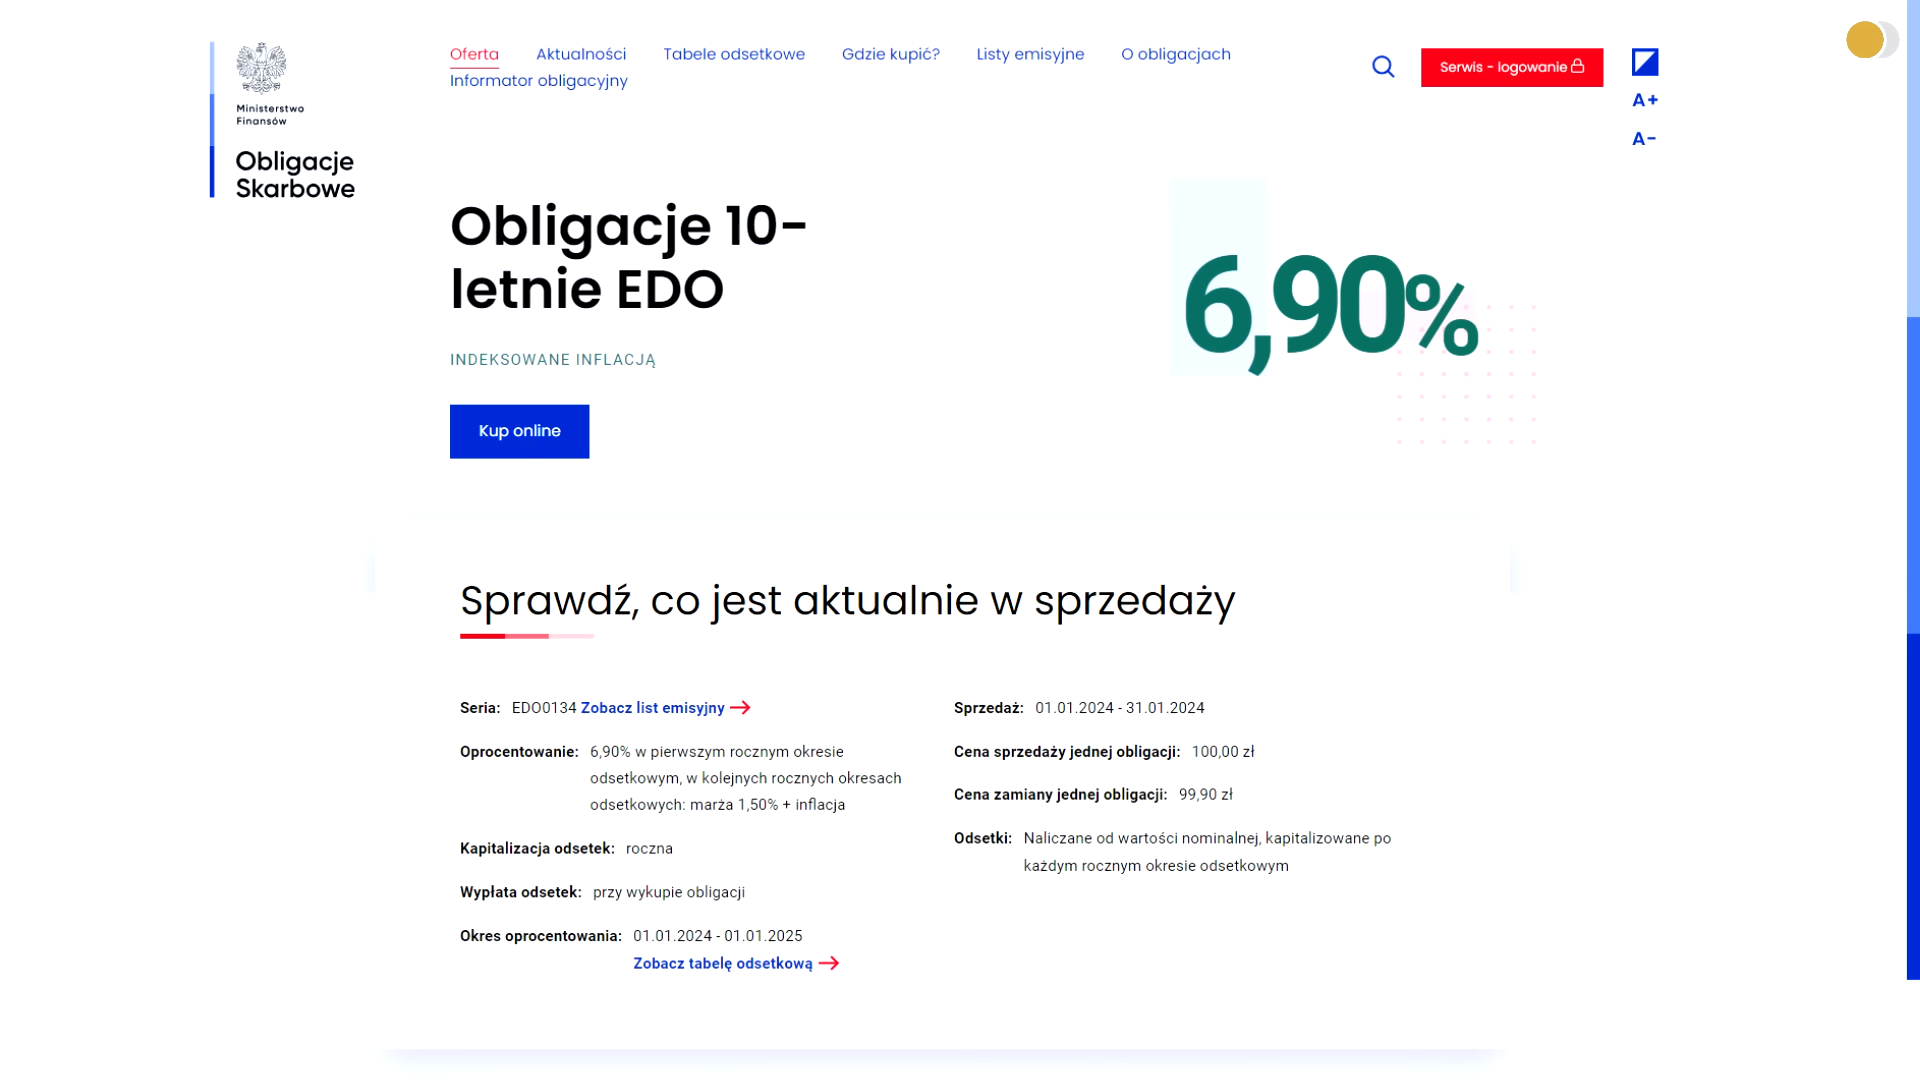 Ministerstwo
Finansów
Obligacje
Skarbowe
Oferta Aktualności Tabele odsetkowe Gdzie kupić? Listy emisyjne O obligacjach
Informator obligacyjny
Serwis - logowanie
A+
A-
Obligacje 10-
letnie EDO
INDEKSOWANE INFLACJĄ
6,90%
Kup online
Sprawdź, co jest aktualnie w sprzedaży
Seria: EDO0134 Zobacz list emisyjny
Oprocentowanie: 6,90% w pierwszym rocznym okresie
odsetkowym, w kolejnych rocznych okresach
odsetkowych: marża 1,50% + inflacja
Kapitalizacja odsetek: roczna
Wypłata odsetek: przy wykupie obligacji
Okres oprocentowania: 01.01.2024 - 01.01.2025
Zobacz tabelę odsetkową
Sprzedaż: 01.01.2024 - 31.01.2024
Cena sprzedaży jednej obligacji: 100,00 zł
Cena zamiany jednej obligacji: 99,90 zł
Odsetki: Naliczane od wartości nominalnej, kapitalizowane po
każdym rocznym okresie odsetkowym